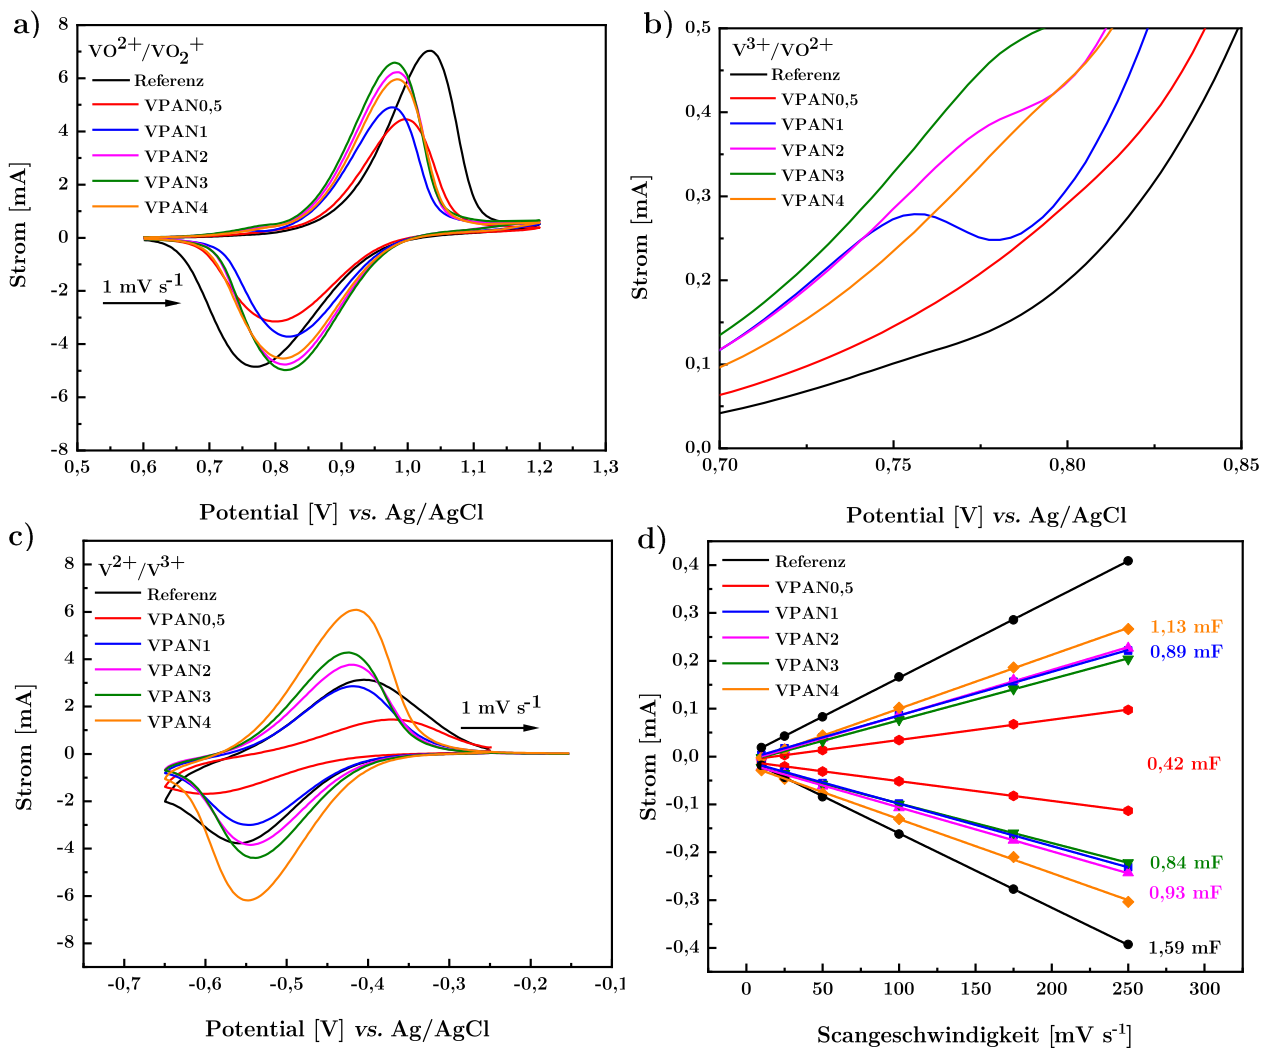 a)
VO²⁺/VO₂⁺
Referenz
VPAN0,5
VPAN1
VPAN2
VPAN3
VPAN4
1 mV s⁻¹
8
6
4
2
0
-2
-4
-6
-8
0,5 0,6 0,7 0,8 0,9 1,0 1,1 1,2 1,3
Strom [mA]
Potential [V] vs. Ag/AgCl
b)
V³⁺/VO²⁺
Referenz
VPAN0,5
VPAN1
VPAN2
VPAN3
VPAN4
0,5
0,4
0,3
0,2
0,1
0,0
0,70 0,75 0,80 0,85
Strom [mA]
Potential [V] vs. Ag/AgCl
c)
V²⁺/V³⁺
Referenz
VPAN0,5
VPAN1
VPAN2
VPAN3
VPAN4
1 mV s⁻¹
8
6
4
2
0
-2
-4
-6
-8
-0,7 -0,6 -0,5 -0,4 -0,3 -0,2 -0,1
Strom [mA]
Potential [V] vs. Ag/AgCl
d)
Referenz
VPAN0,5
VPAN1
VPAN2
VPAN3
VPAN4
1,13 mF
0,89 mF
0,42 mF
0,84 mF
0,93 mF
1,59 mF
0,4
0,3
0,2
0,1
0,0
-0,1
-0,2
-0,3
-0,4
0 50 100 150 200 250 300
Strom [mA]
Scangeschwindigkeit [mV s⁻¹]